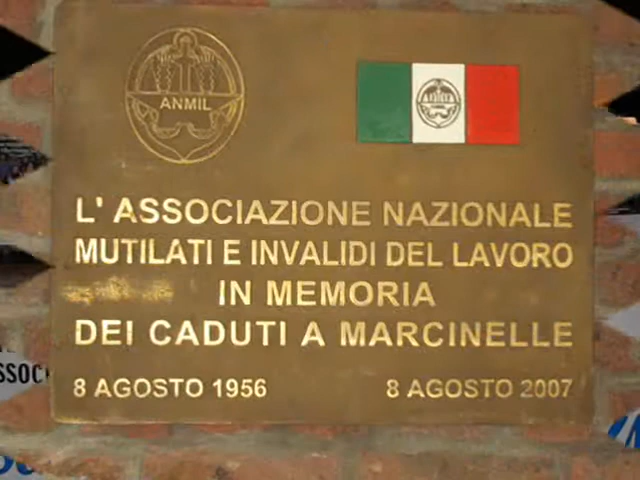 ANMIL
L' ASSOCIAZIONE NAZIONALE
MUTILATI E INVALIDI DEL LAVORO
IN MEMORIA
DEI CADUTI A MARCINELLE
8 AGOSTO 1956 8 AGOSTO 2007